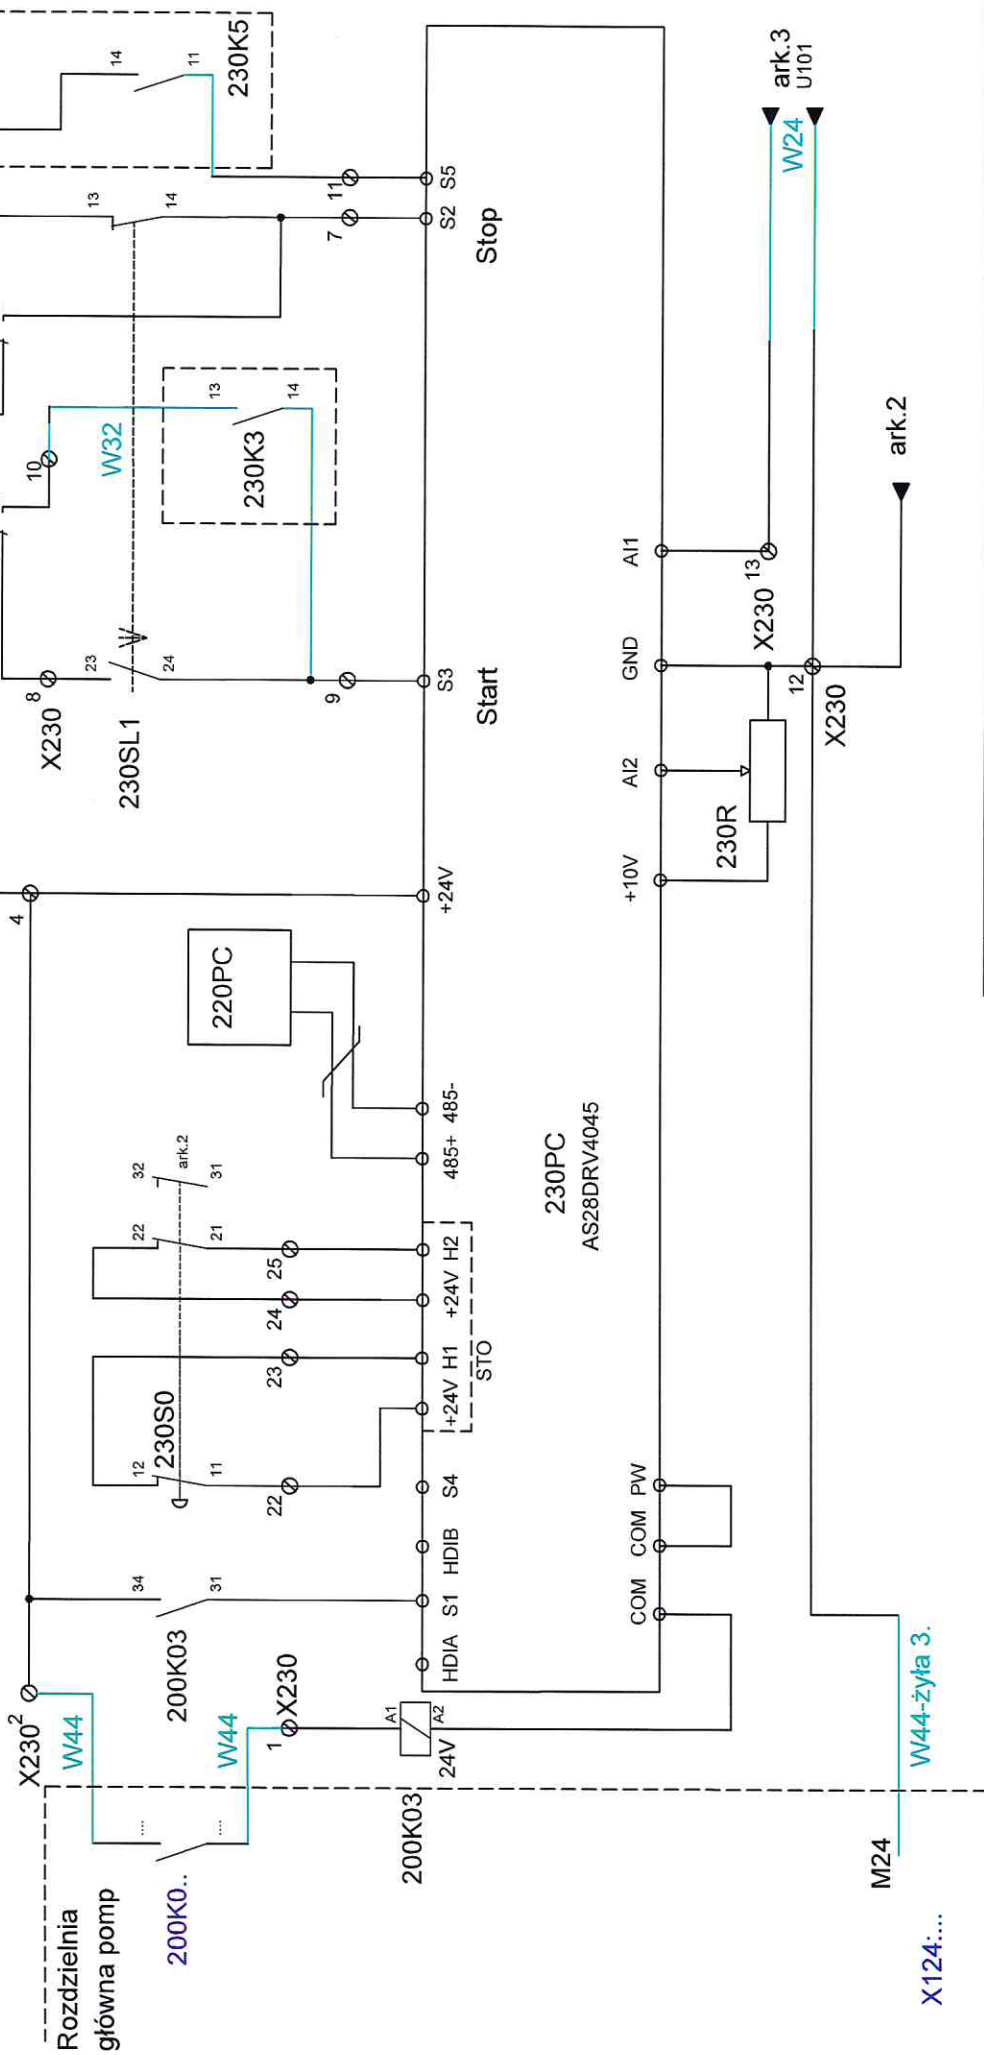 Rozdzielnia
główna pomp
200K0..
....
....
X230
2
W44
W44
1
X230
200K03
34
31
200K03
A1
A2
24V
M24
X124:...
W44-żyła 3.
4
230S0
12
11
22
23
24
22
21
25
32
31
ark.2
220PC
HDIA
S1
HDIB
S4
+24V
H1
+24V
H2
STO
485+
485-
+24V
S3
Start
S2
S5
Stop
230PC
AS28DRV4045
COM
COM
PW
+10V
AI2
GND
AI1
230R
12
X230
13
X230
ark.2
8
X230
230SL1
23
24
9
10
W32
13
14
230K3
13
14
7
11
14
11
230K5
W24
ark.3
U101